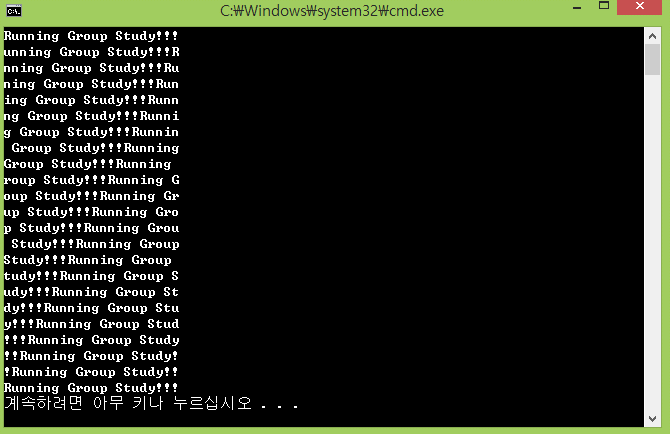 C:\Windows\system32\cmd.exe
Running Group Study!!!
unning Group Study!!!R
nning Group Study!!!Ru
ning Group Study!!!Run
ing Group Study!!!Runn
ng Group Study!!!Runni
g Group Study!!!Runnin
 Group Study!!!Running
Group Study!!!Running 
roup Study!!!Running G
oup Study!!!Running Gr
up Study!!!Running Gro
p Study!!!Running Grou
 Study!!!Running Group
Study!!!Running Group 
tudy!!!Running Group S
udy!!!Running Group St
dy!!!Running Group Stu
y!!!Running Group Stud
!!!Running Group Study
!!Running Group Study!
!Running Group Study!!
Running Group Study!!!
계속하려면 아무 키나 누르십시오 . . .